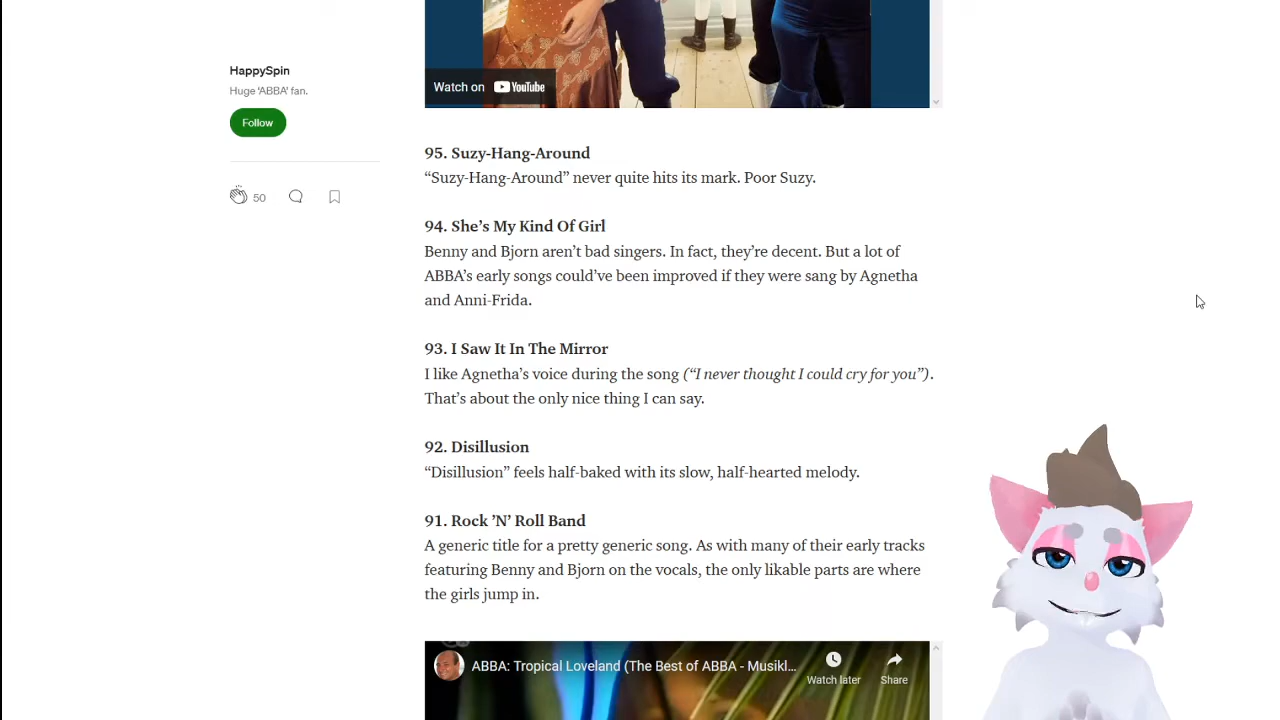 Watch on YouTube
HappySpin
Huge ‘ABBA’ fan.
Follow
50
95. Suzy-Hang-Around
“Suzy-Hang-Around” never quite hits its mark. Poor Suzy.
94. She’s My Kind Of Girl
Benny and Bjorn aren’t bad singers. In fact, they’re decent. But a lot of
ABBA’s early songs could’ve been improved if they were sang by Agnetha
and Anni-Frida.
93. I Saw It In The Mirror
I like Agnetha’s voice during the song (“I never thought I could cry for you”).
That’s about the only nice thing I can say.
92. Disillusion
“Disillusion” feels half-baked with its slow, half-hearted melody.
91. Rock ’N’ Roll Band
A generic title for a pretty generic song. As with many of their early tracks
featuring Benny and Bjorn on the vocals, the only likable parts are where
the girls jump in.
ABBA: Tropical Loveland (The Best of ABBA - Musikl...
Watch later
Share